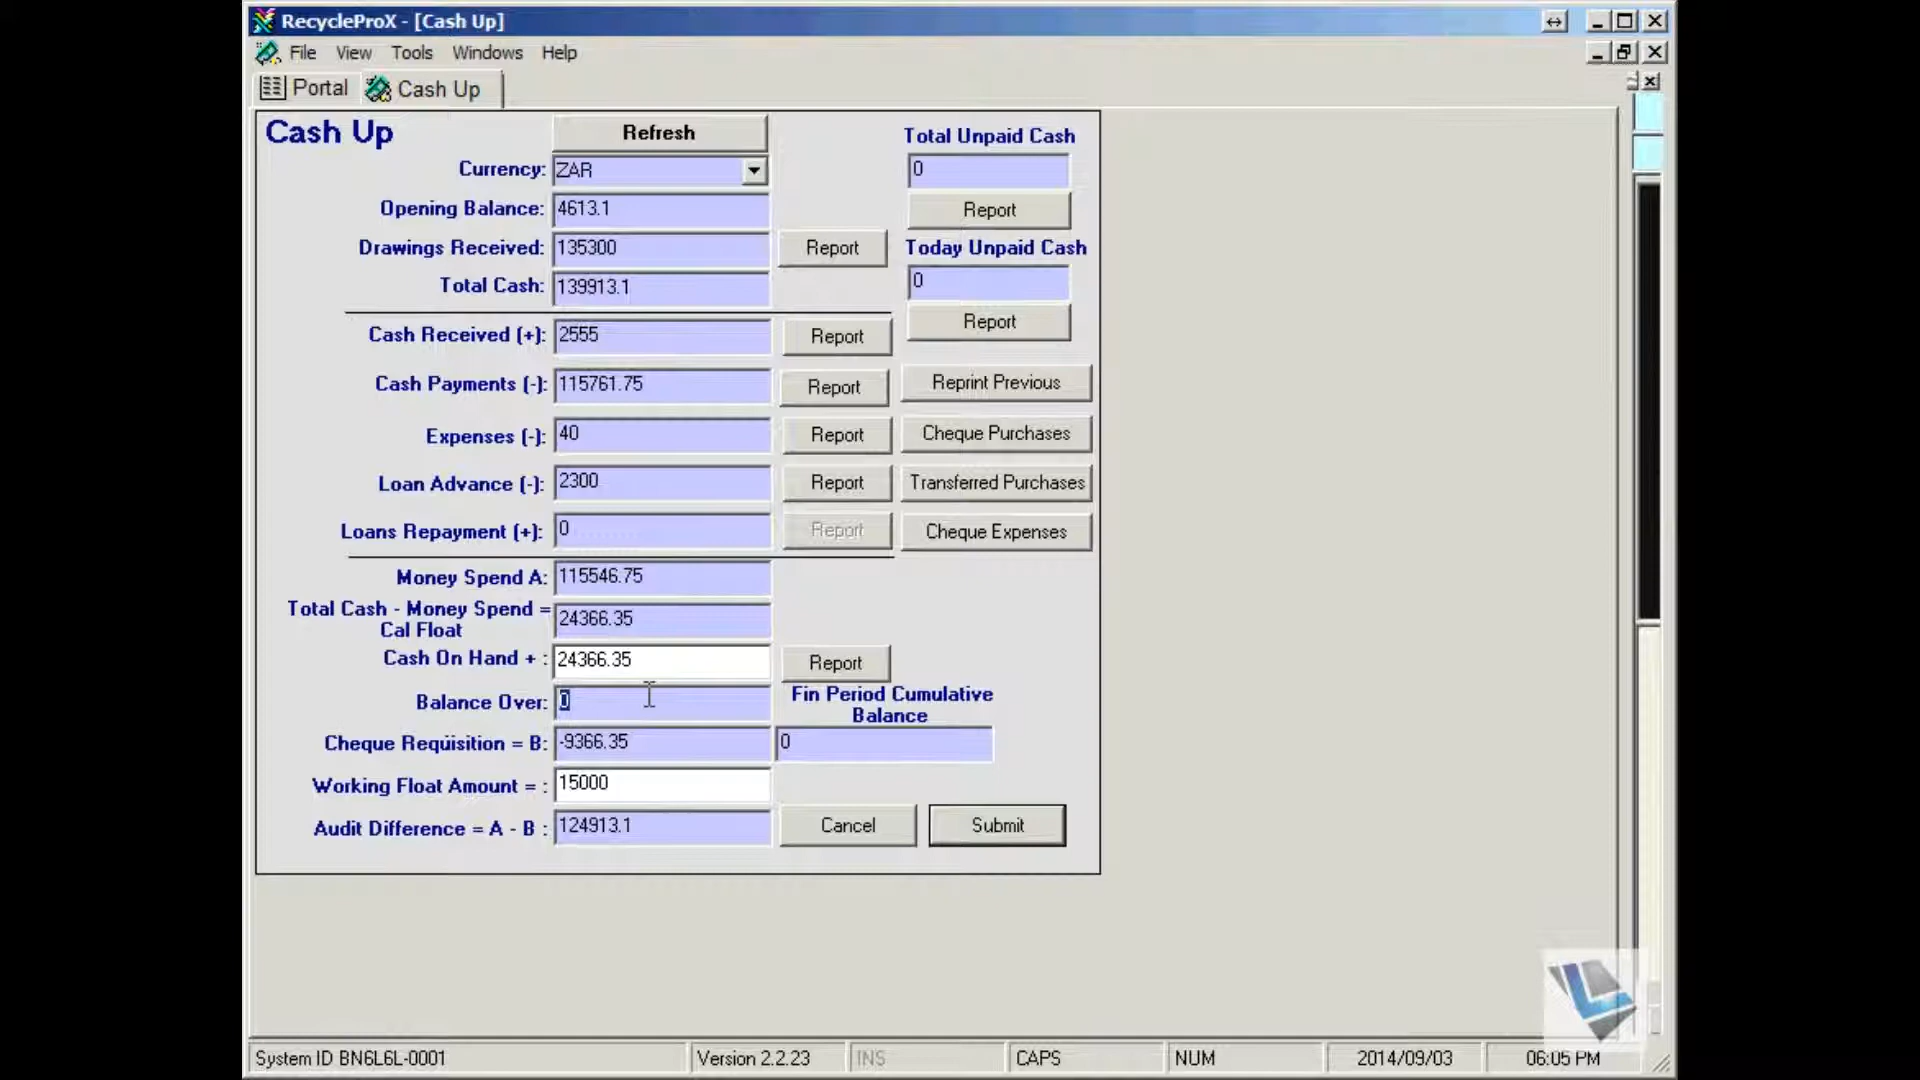 RecycleProX - [Cash Up]
File View Tools Windows Help
Portal Cash Up
Cash Up Refresh Total Unpaid Cash
Currency: ZAR 0
Opening Balance: 4613.1 Report
Drawings Received: 135300 Report Today Unpaid Cash
Total Cash: 139913.1 0
Report
Cash Received (+): 2555 Report
Cash Payments (-): 115761.75 Report Reprint Previous
Expenses (-): 40 Report Cheque Purchases
Loan Advance (-): 2300 Report Transferred Purchases
Loans Repayment (+): 0 Report Cheque Expenses
Money Spend A: 115546.75
Total Cash - Money Spend = 24366.35
Cal Float
Cash On Hand + : 24366.35 Report
Balance Over: 0 Fin Period Cumulative
Balance
Cheque Requisition = B: -9366.35 0
Working Float Amount = : 15000
Audit Difference = A - B : 124913.1 Cancel Submit
System ID BN6L6L-0001 Version 2.2.23 INS CAPS NUM 2014/09/03 06:05 PM